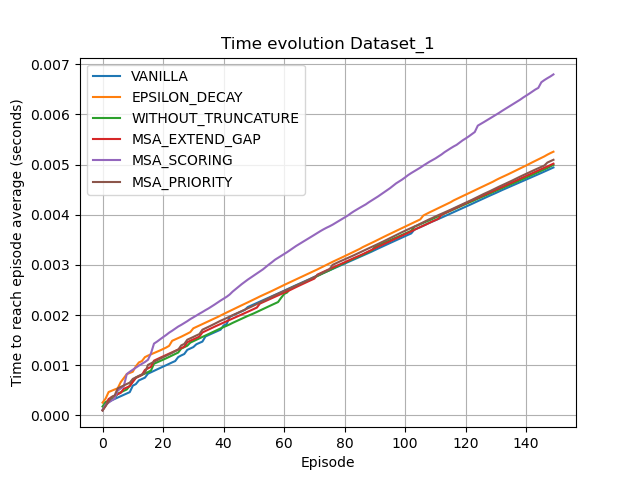 Time evolution Dataset_1
Time to reach episode average (seconds)
0.007
0.006
0.005
0.004
0.003
0.002
0.001
0.000
VANILLA
EPSILON_DECAY
WITHOUT_TRUNCATURE
MSA_EXTEND_GAP
MSA_SCORING
MSA_PRIORITY
0 20 40 60 80 100 120 140
Episode